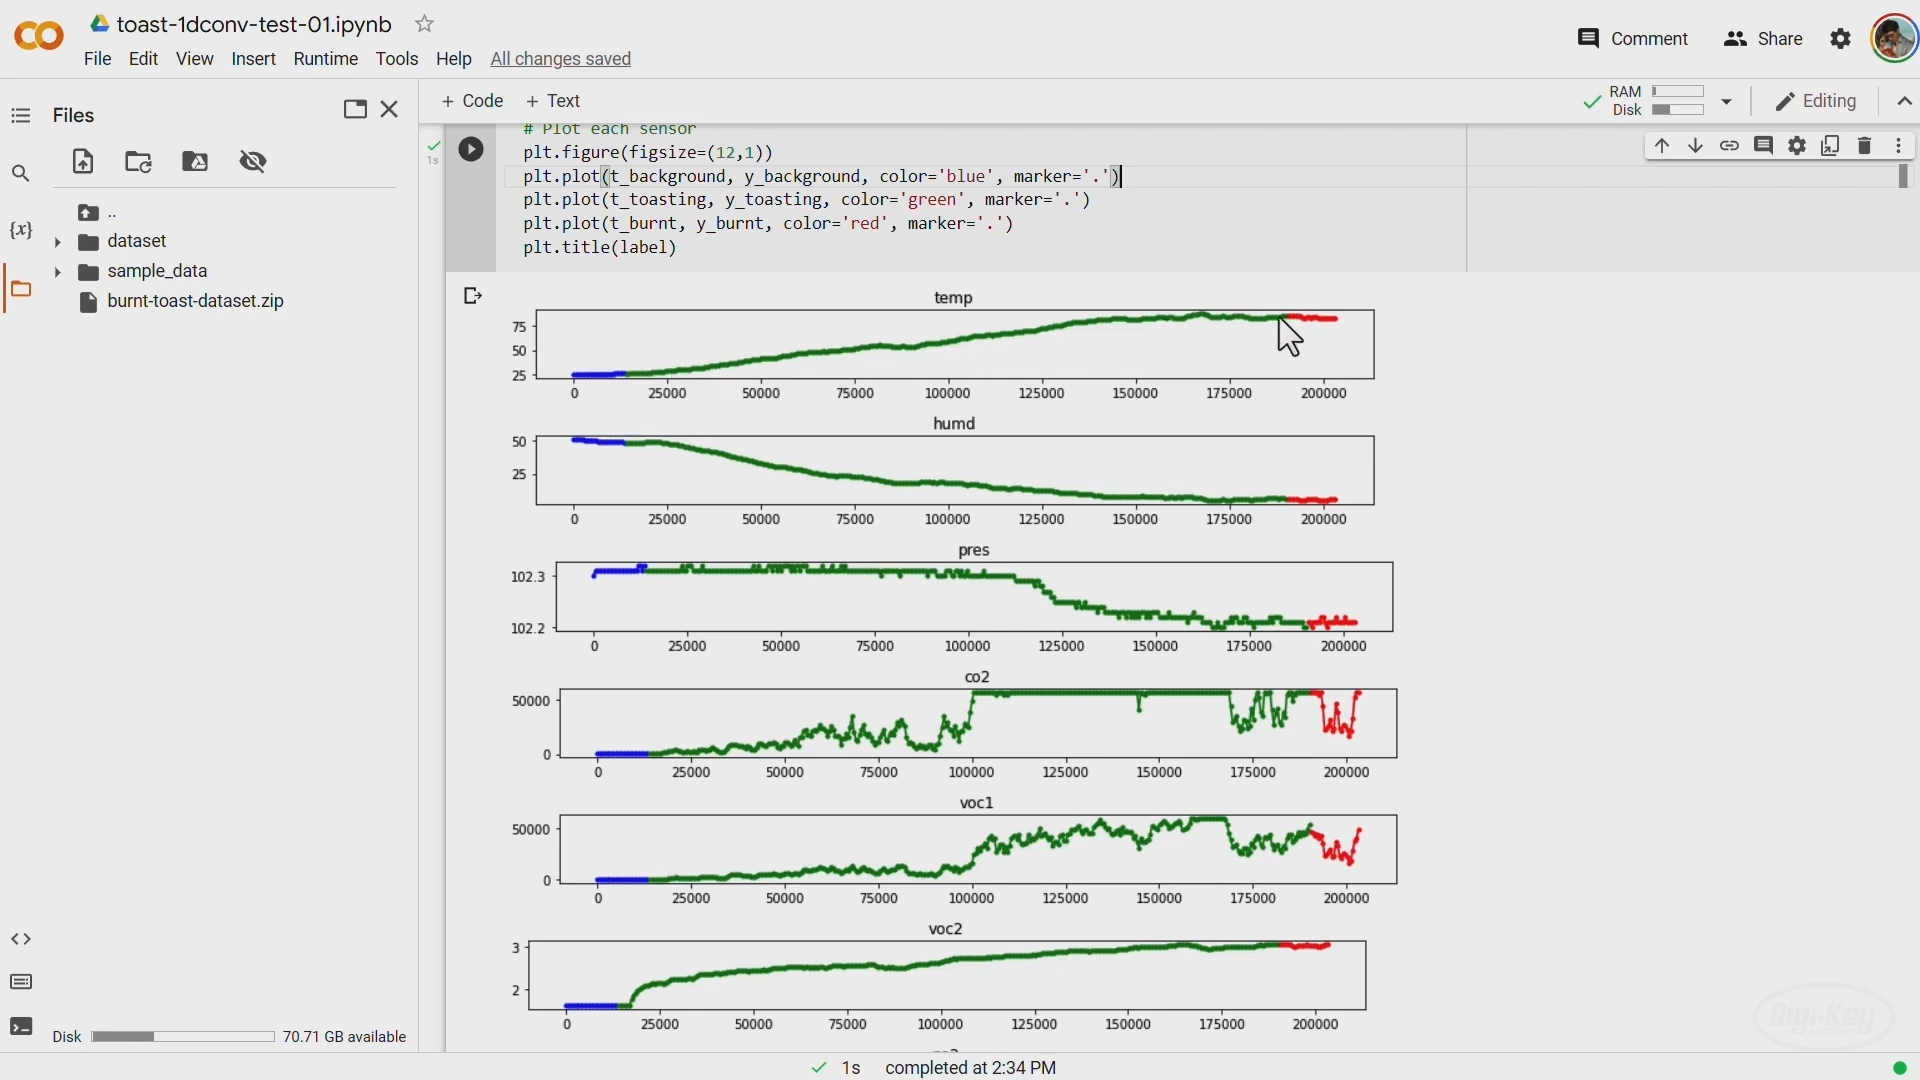 toast-1dconv-test-01.ipynb
File Edit View Insert Runtime Tools Help All changes saved
Comment Share
Files
+ Code + Text
RAM
Disk
Editing
..
dataset
sample_data
burnt-toast-dataset.zip
{x}
1s
# Plot each sensor
plt.figure(figsize=(12,1))
plt.plot(t_background, y_background, color='blue', marker='.')
plt.plot(t_toasting, y_toasting, color='green', marker='.')
plt.plot(t_burnt, y_burnt, color='red', marker='.')
plt.title(label)
temp
75
50
25
0 25000 50000 75000 100000 125000 150000 175000 200000
humd
50
25
0 25000 50000 75000 100000 125000 150000 175000 200000
pres
102.3
102.2
0 25000 50000 75000 100000 125000 150000 175000 200000
co2
50000
0
0 25000 50000 75000 100000 125000 150000 175000 200000
voc1
50000
0
0 25000 50000 75000 100000 125000 150000 175000 200000
voc2
3
2
0 25000 50000 75000 100000 125000 150000 175000 200000
Disk 70.71 GB available
1s completed at 2:34 PM
Digi-Key